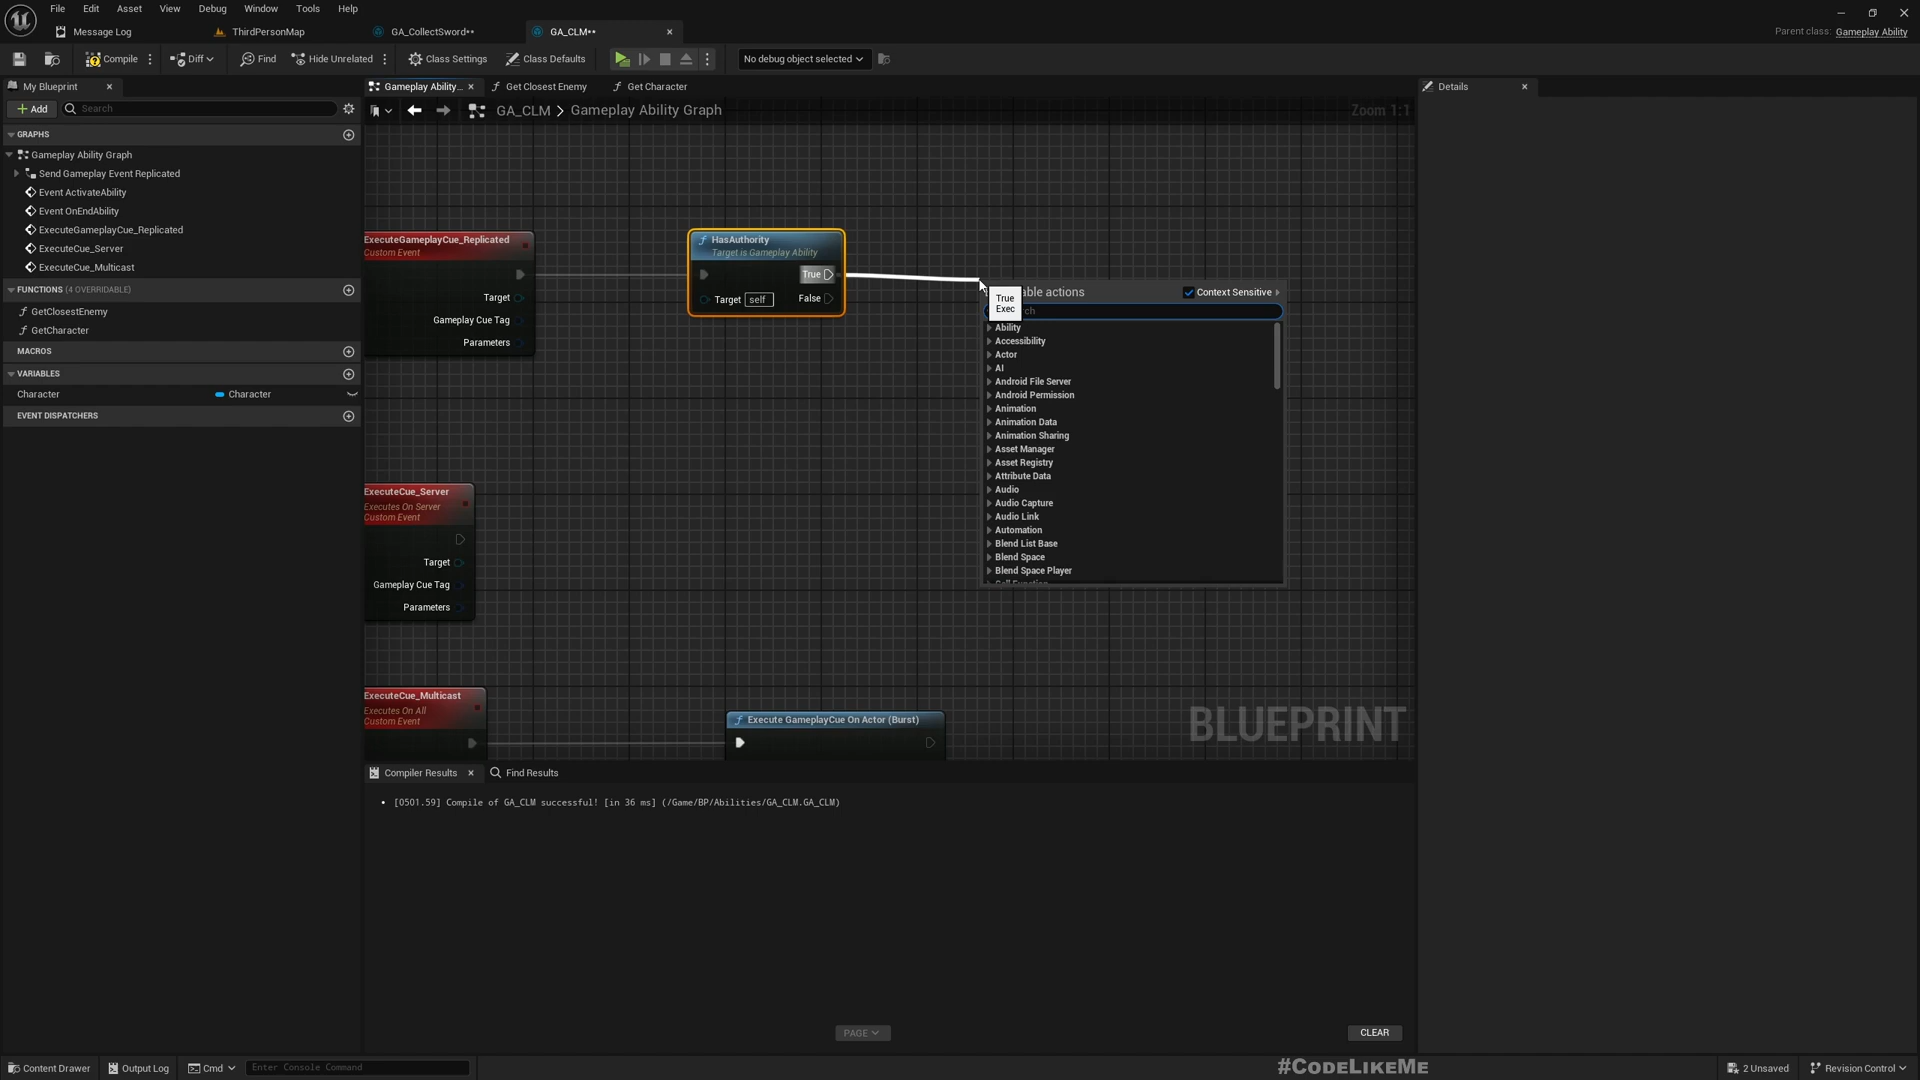 File Edit Asset View Debug Window Tools Help
Message Log ThirdPersonMap GA_CollectSword** GA_CLM**
Parent class: Gameplay Ability
Compile Diff Find Hide Unrelated Class Settings Class Defaults No debug object selected
My Blueprint
Add Search
GRAPHS
Gameplay Ability Graph
Send Gameplay Event Replicated
Event ActivateAbility
Event OnEndAbility
ExecuteGameplayCue_Replicated
ExecuteCue_Server
ExecuteCue_Multicast
FUNCTIONS (4 OVERRIDABLE)
GetClosestEnemy
GetCharacter
MACROS
VARIABLES
Character Character
EVENT DISPATCHERS
Gameplay Ability... Get Closest Enemy Get Character
GA_CLM > Gameplay Ability Graph
Zoom 1:1
ExecuteGameplayCue_Replicated
Custom Event
Target
Gameplay Cue Tag
Parameters
HasAuthority
Target is Gameplay Ability
True
Target self False
ExecuteCue_Server
Executes On Server
Custom Event
Target
Gameplay Cue Tag
Parameters
ExecuteCue_Multicast
Executes On All
Custom Event
Execute GameplayCue On Actor (Burst)
True
Exec
able actions Context Sensitive
rch
Ability
Accessibility
Actor
AI
Android File Server
Android Permission
Animation
Animation Data
Animation Sharing
Asset Manager
Asset Registry
Attribute Data
Audio
Audio Capture
Audio Link
Automation
Blend List Base
Blend Space
Blend Space Player
BLUEPRINT
Compiler Results Find Results
[0501.59] Compile of GA_CLM successful! [in 36 ms] (/Game/BP/Abilities/GA_CLM.GA_CLM)
PAGE
CLEAR
Details
Content Drawer Output Log Cmd Enter Console Command
#CodeLikeMe
2 Unsaved Revision Control